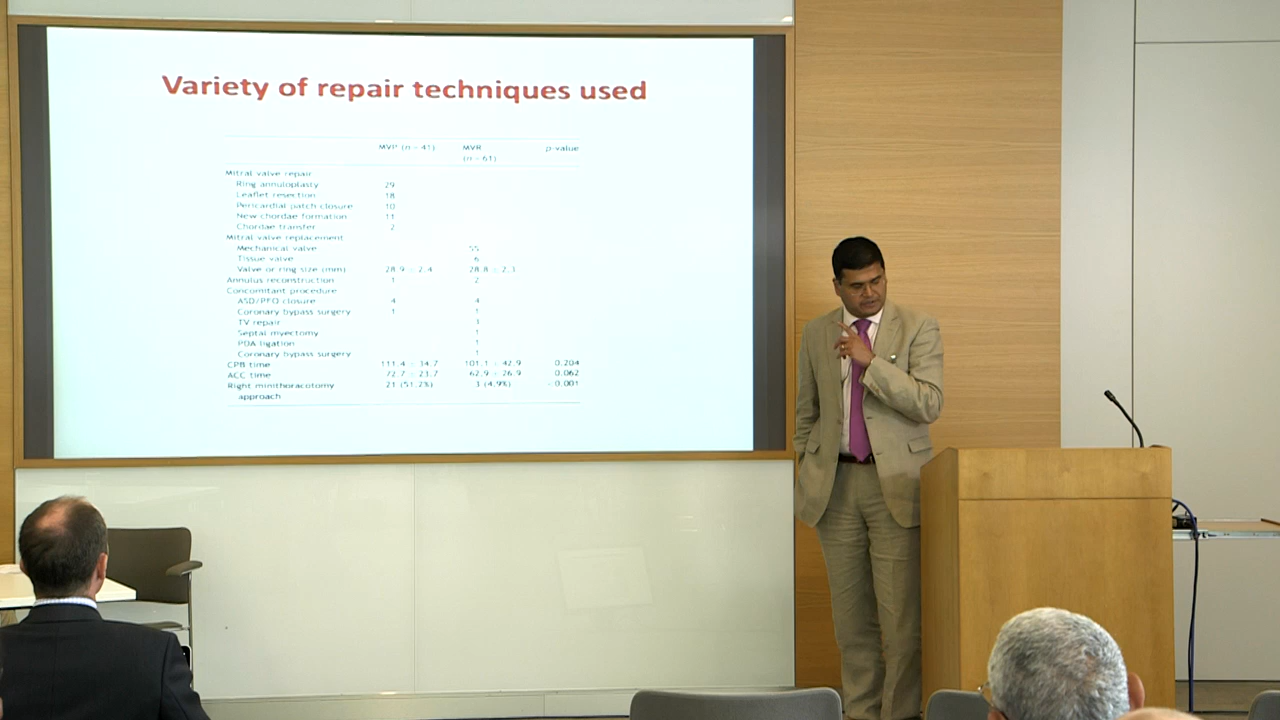 Variety of repair techniques used
MVP (n = 41) MVR p-value
(n = 61)
Mitral valve repair
Ring annuloplasty 29
Leaflet resection 18
Pericardial patch closure 10
New chordae formation 11
Chordae transfer 2
Mitral valve replacement
Mechanical valve 55
Tissue valve 6
Valve or ring size (mm) 28.9 ± 2.4 28.8 ± 2.3
Annulus reconstruction 1 2
Concomitant procedure
ASD/PFO closure 4 4
Coronary bypass surgery 1 1
TV repair 3
Septal myectomy 1
PDA ligation 1
Coronary bypass surgery 1
CPB time 111.4 ± 34.7 101.1 ± 42.9 0.204
ACC time 72.7 ± 23.7 62.9 ± 26.9 0.062
Right minithoracotomy 21 (51.2%) 3 (4.9%) <0.001
approach